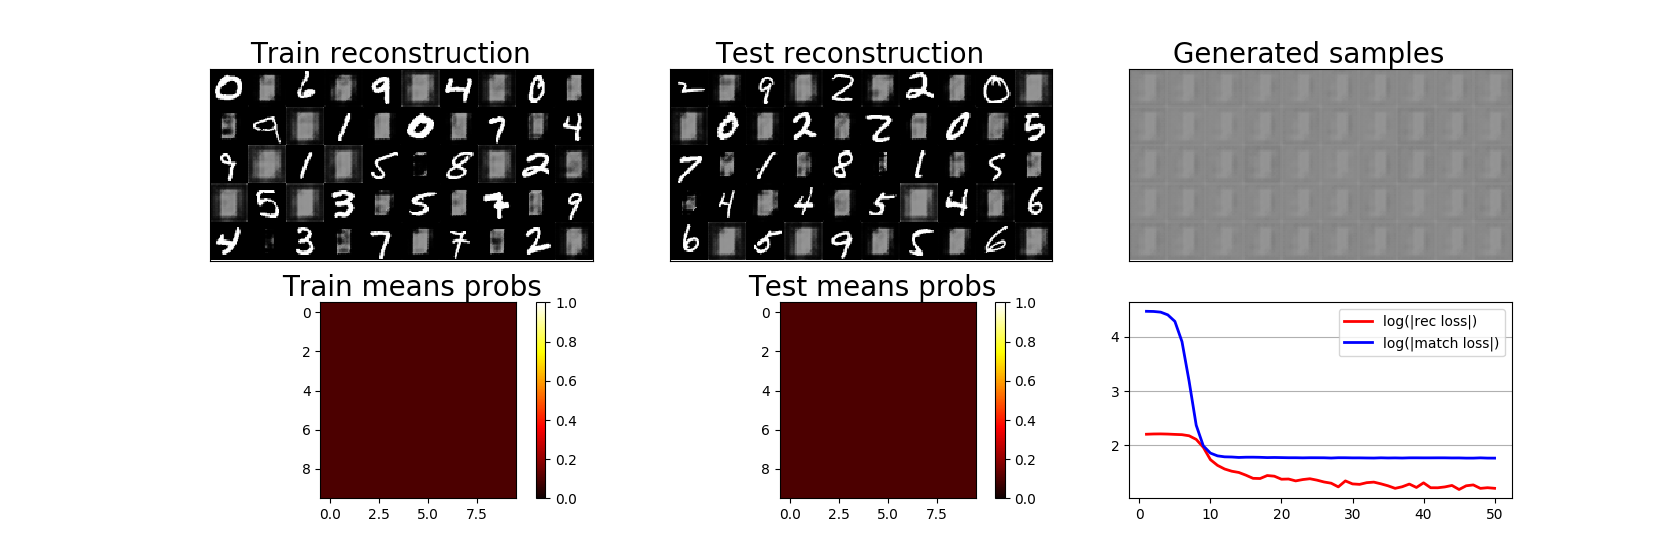 Train reconstruction
Test reconstruction
Generated samples
0 6 9 4 0
9 1 0 7 4
9 1 5 8 2
5 3 5 7 9
4 3 7 7 2
2 9 2 2 0
0 2 2 0 5
7 1 8 1 5
4 4 5 4 6
6 5 9 5 6
Train means probs
0
2
4
6
8
0.0 2.5 5.0 7.5
1.0
0.8
0.6
0.4
0.2
0.0
Test means probs
0
2
4
6
8
0.0 2.5 5.0 7.5
1.0
0.8
0.6
0.4
0.2
0.0
log(|rec loss|)
log(|match loss|)
4
3
2
0 10 20 30 40 50